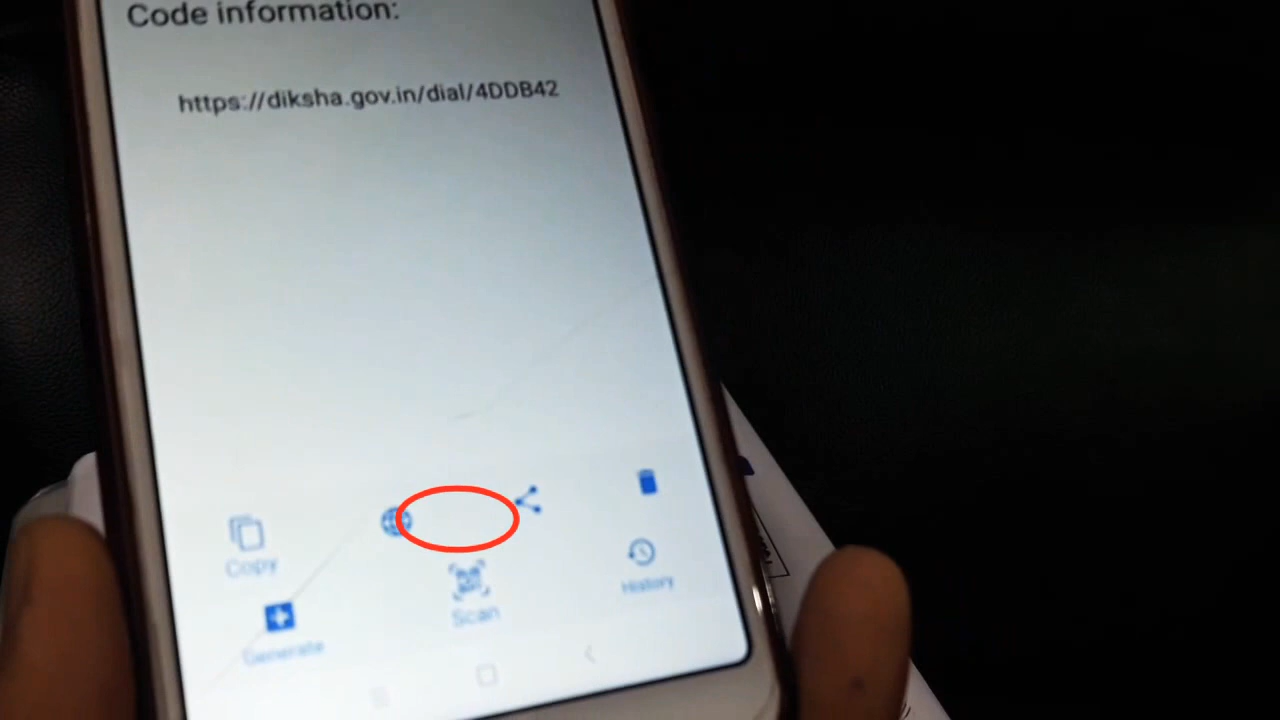 Code information:
https://diksha.gov.in/dial/4DDB42
Copy
Scan
History
Generate